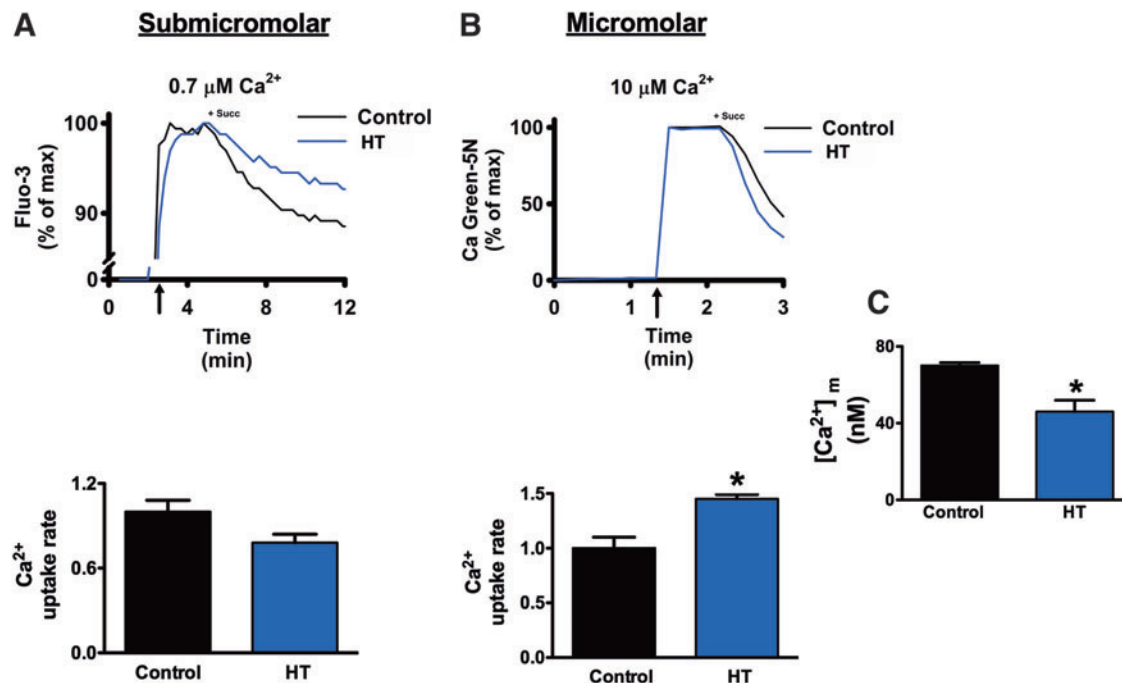 A
Submicromolar
0.7 μM Ca2+
+ Succ
Control
HT
Fluo-3
(% of max)
100
90
0
0
4
8
12
Time
(min)
Ca2+
uptake rate
1.2
0.6
0.0
Control
HT
B
Micromolar
10 μM Ca2+
+ Succ
Control
HT
Ca Green-5N
(% of max)
100
50
0
0
1
2
3
Time
(min)
Ca2+
uptake rate
1.5
1.0
0.5
0.0
*
Control
HT
C
[Ca2+] m
(nM)
80
40
0
*
Control
HT